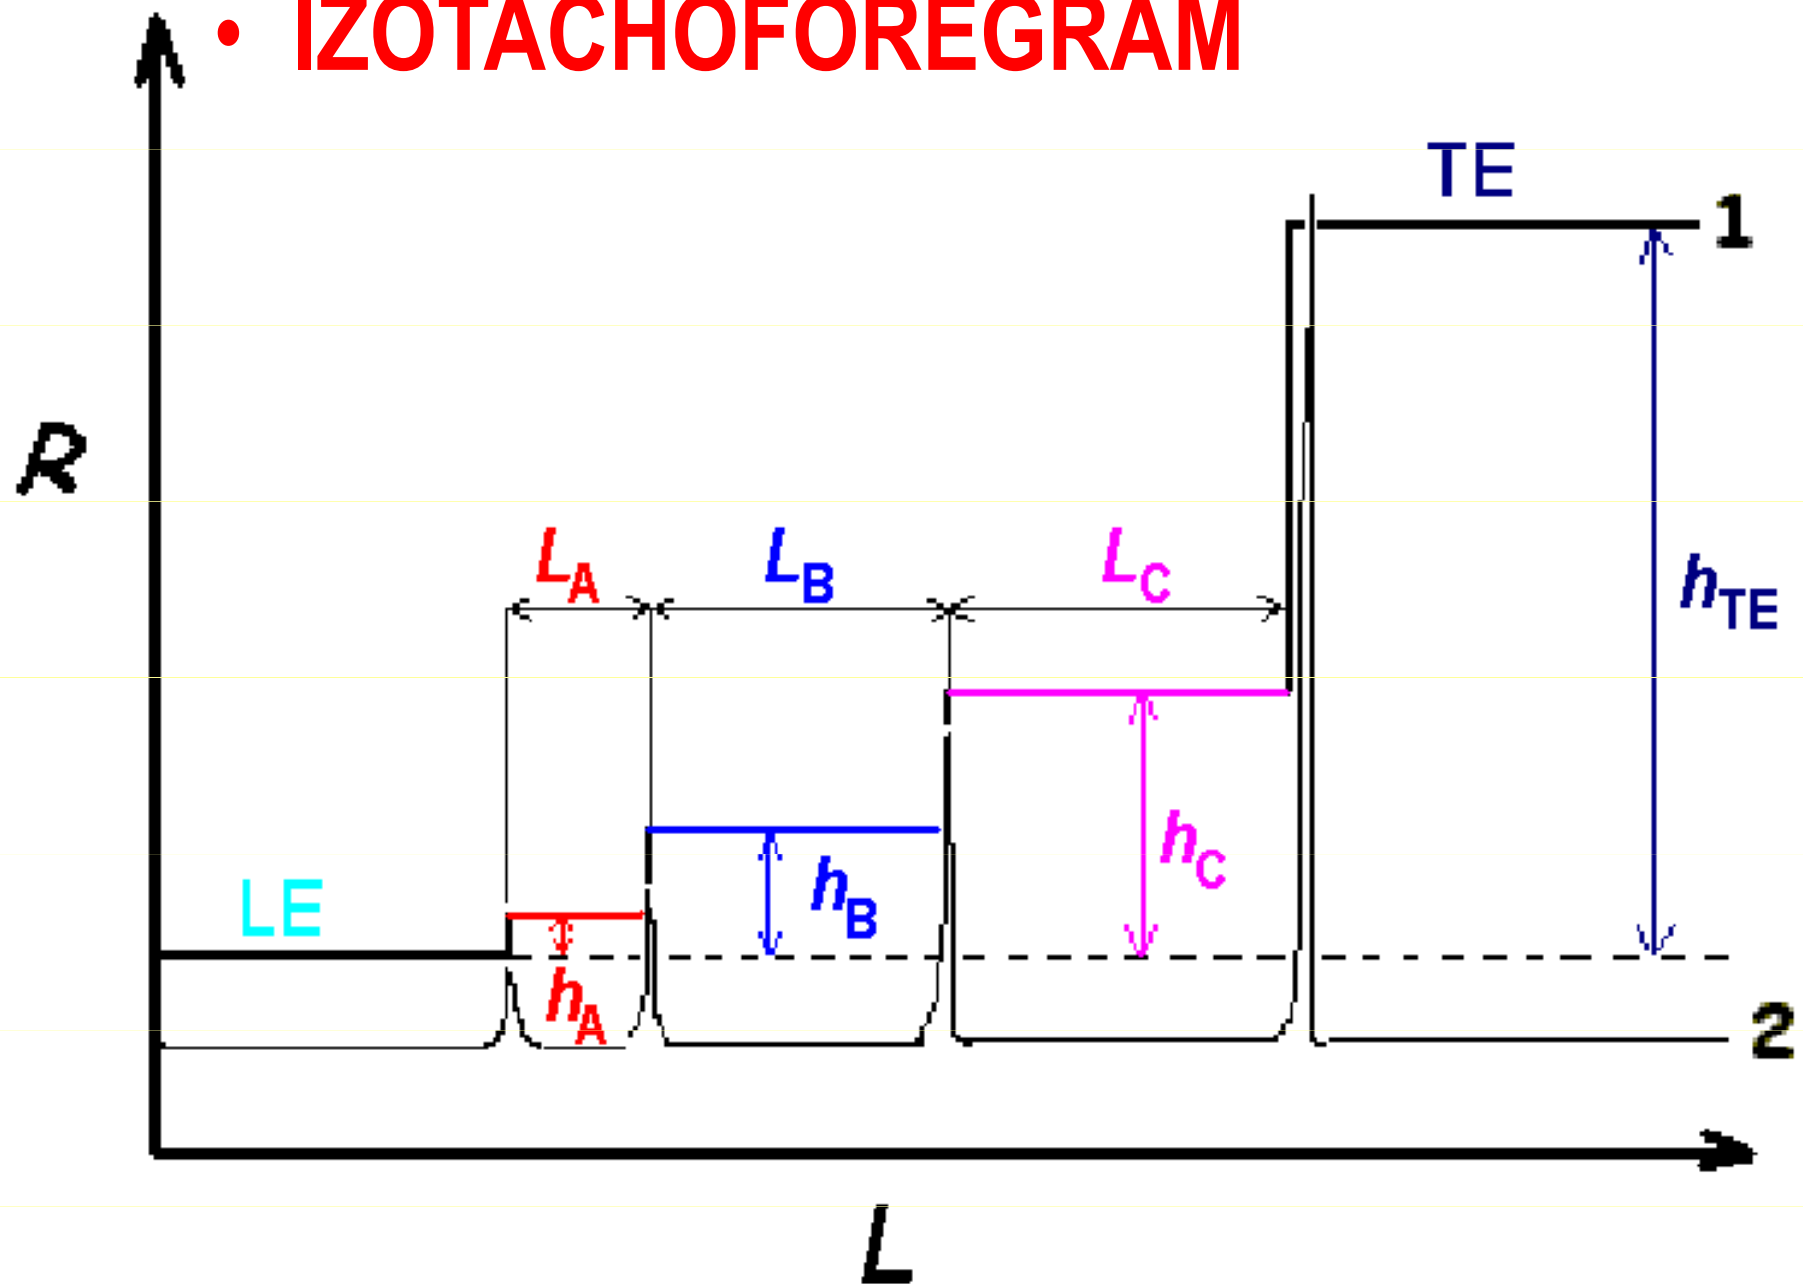 • IZOTACHOFOREGRAM
TE
1
R
LA
LB
LC
hTE
hC
hB
LE
hA
2
L